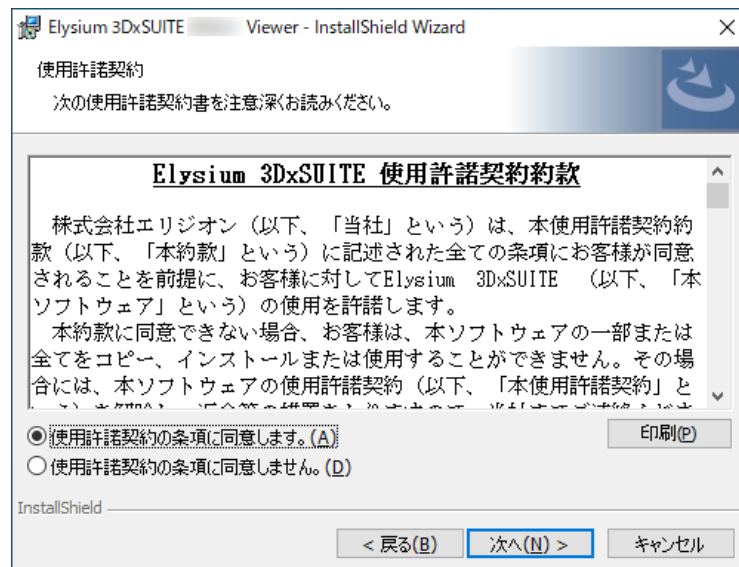 Elysium 3DxSUITE Viewer - InstallShield Wizard
使用許諾契約
次の使用許諾契約書を注意深くお読みください。
Elysium 3DxSUITE 使用許諾契約約款
株式会社エリジオン（以下、「当社」という）は、本使用許諾契約約
款（以下、「本約款」という）に記述された全ての条項にお客様が同意
されることを前提に、お客様に対してElysium 3DxSUITE （以下、「本
ソフトウェア」という）の使用を許諾します。
本約款に同意できない場合、お客様は、本ソフトウェアの一部または
全てをコピー、インストールまたは使用することができません。その場
合には、本ソフトウェアの使用許諾契約（以下、「本使用許諾契約」と
使用許諾契約の条項に同意します。(A)
印刷(P)
使用許諾契約の条項に同意しません。(D)
InstallShield
< 戻る(B)
次へ(N) >
キャンセル